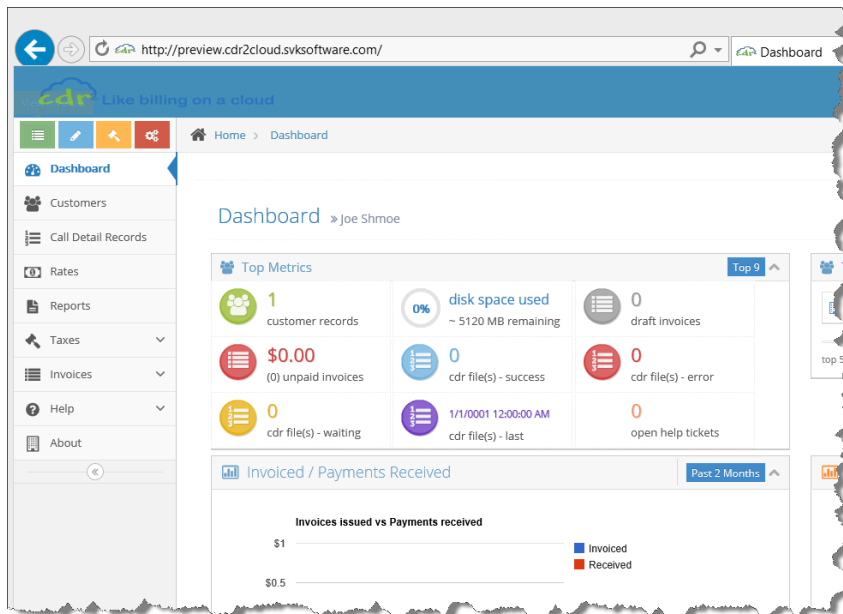 http://preview.cdr2cloud.svksoftware.com/
Dashboard
cdr Like billing on a cloud
Home > Dashboard
Dashboard
Customers
Call Detail Records
Rates
Reports
Taxes
Invoices
Help
About
Dashboard » Joe Shmoe
Top Metrics Top 9
1
customer records
0% disk space used
~ 5120 MB remaining
0
draft invoices
$0.00
(0) unpaid invoices
0
cdr file(s) - success
0
cdr file(s) - error
0
cdr file(s) - waiting
1/1/0001 12:00:00 AM
cdr file(s) - last
0
open help tickets
top 5
Invoiced / Payments Received Past 2 Months
Invoices issued vs Payments received
$1
Invoiced
Received
$0.5